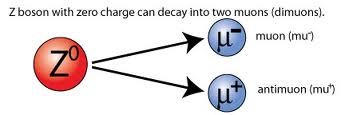 Z boson with zero charge can decay into two muons (dimuons).
μ⁻ muon (mu⁻)
Z⁰
μ⁺ antimuon (mu⁺)